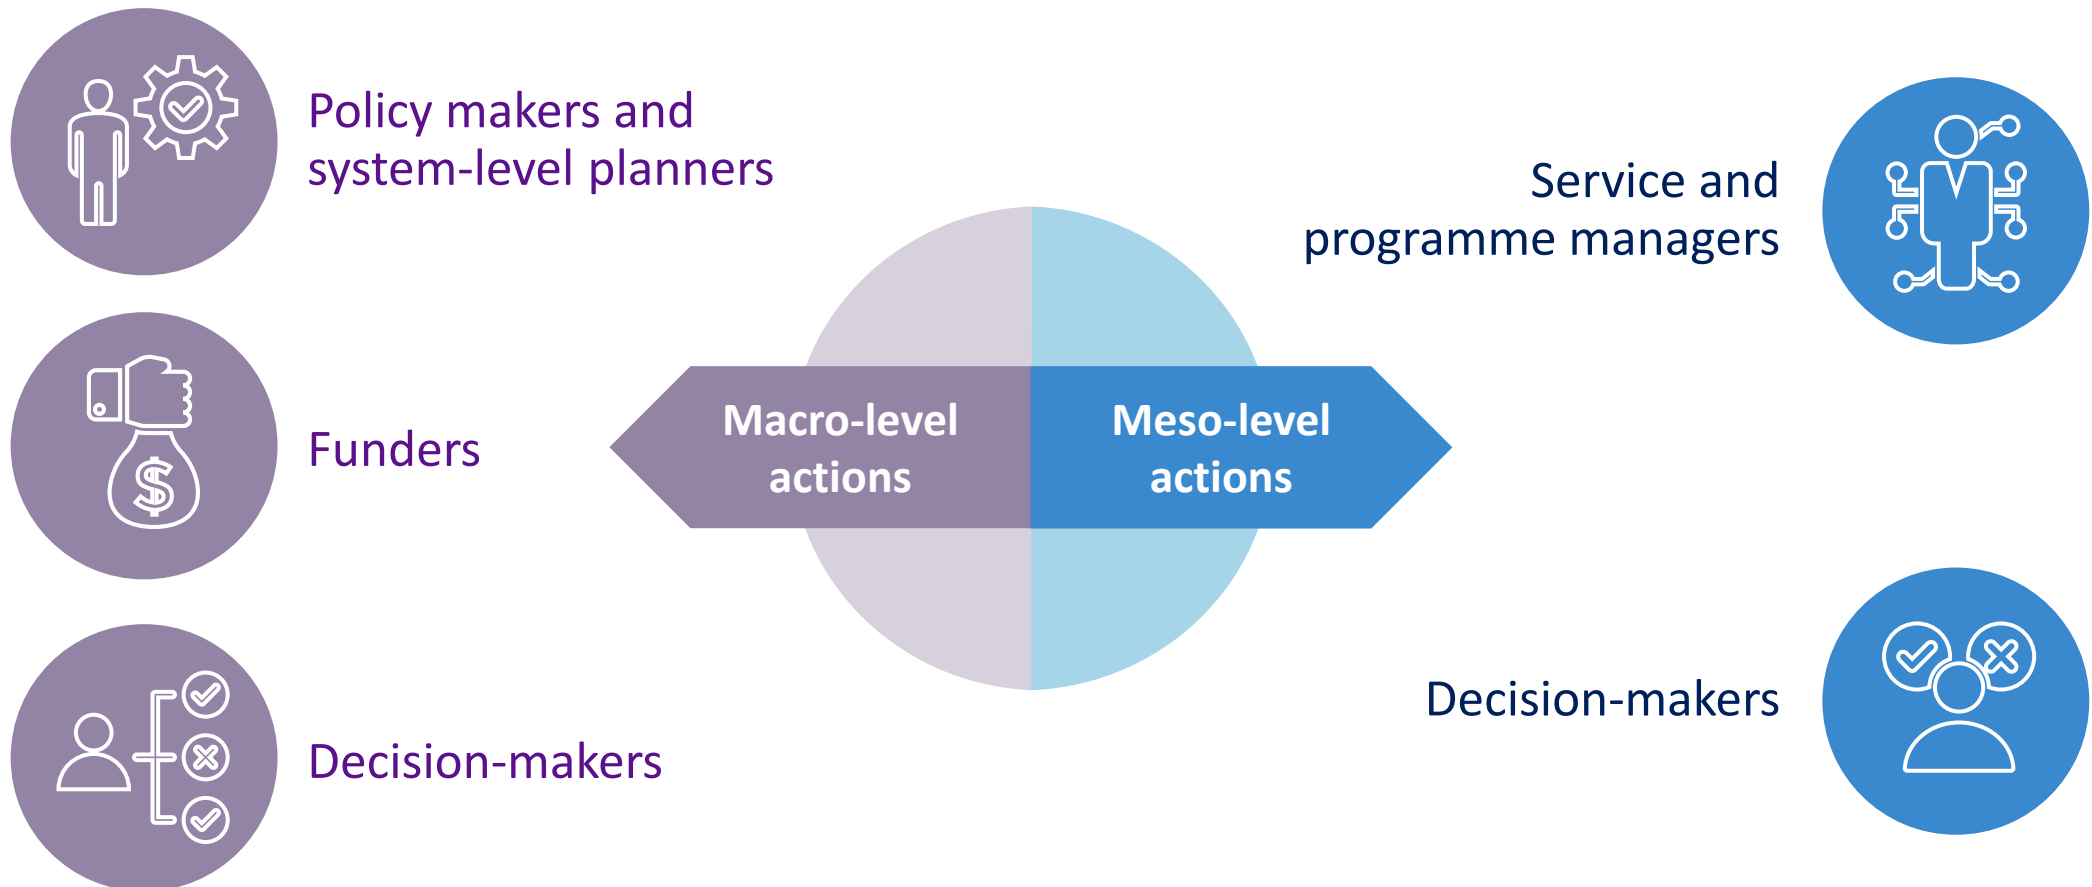 Policy makers and
system-level planners
Funders
Decision-makers
Macro-level
actions
Meso-level
actions
Service and
programme managers
Decision-makers